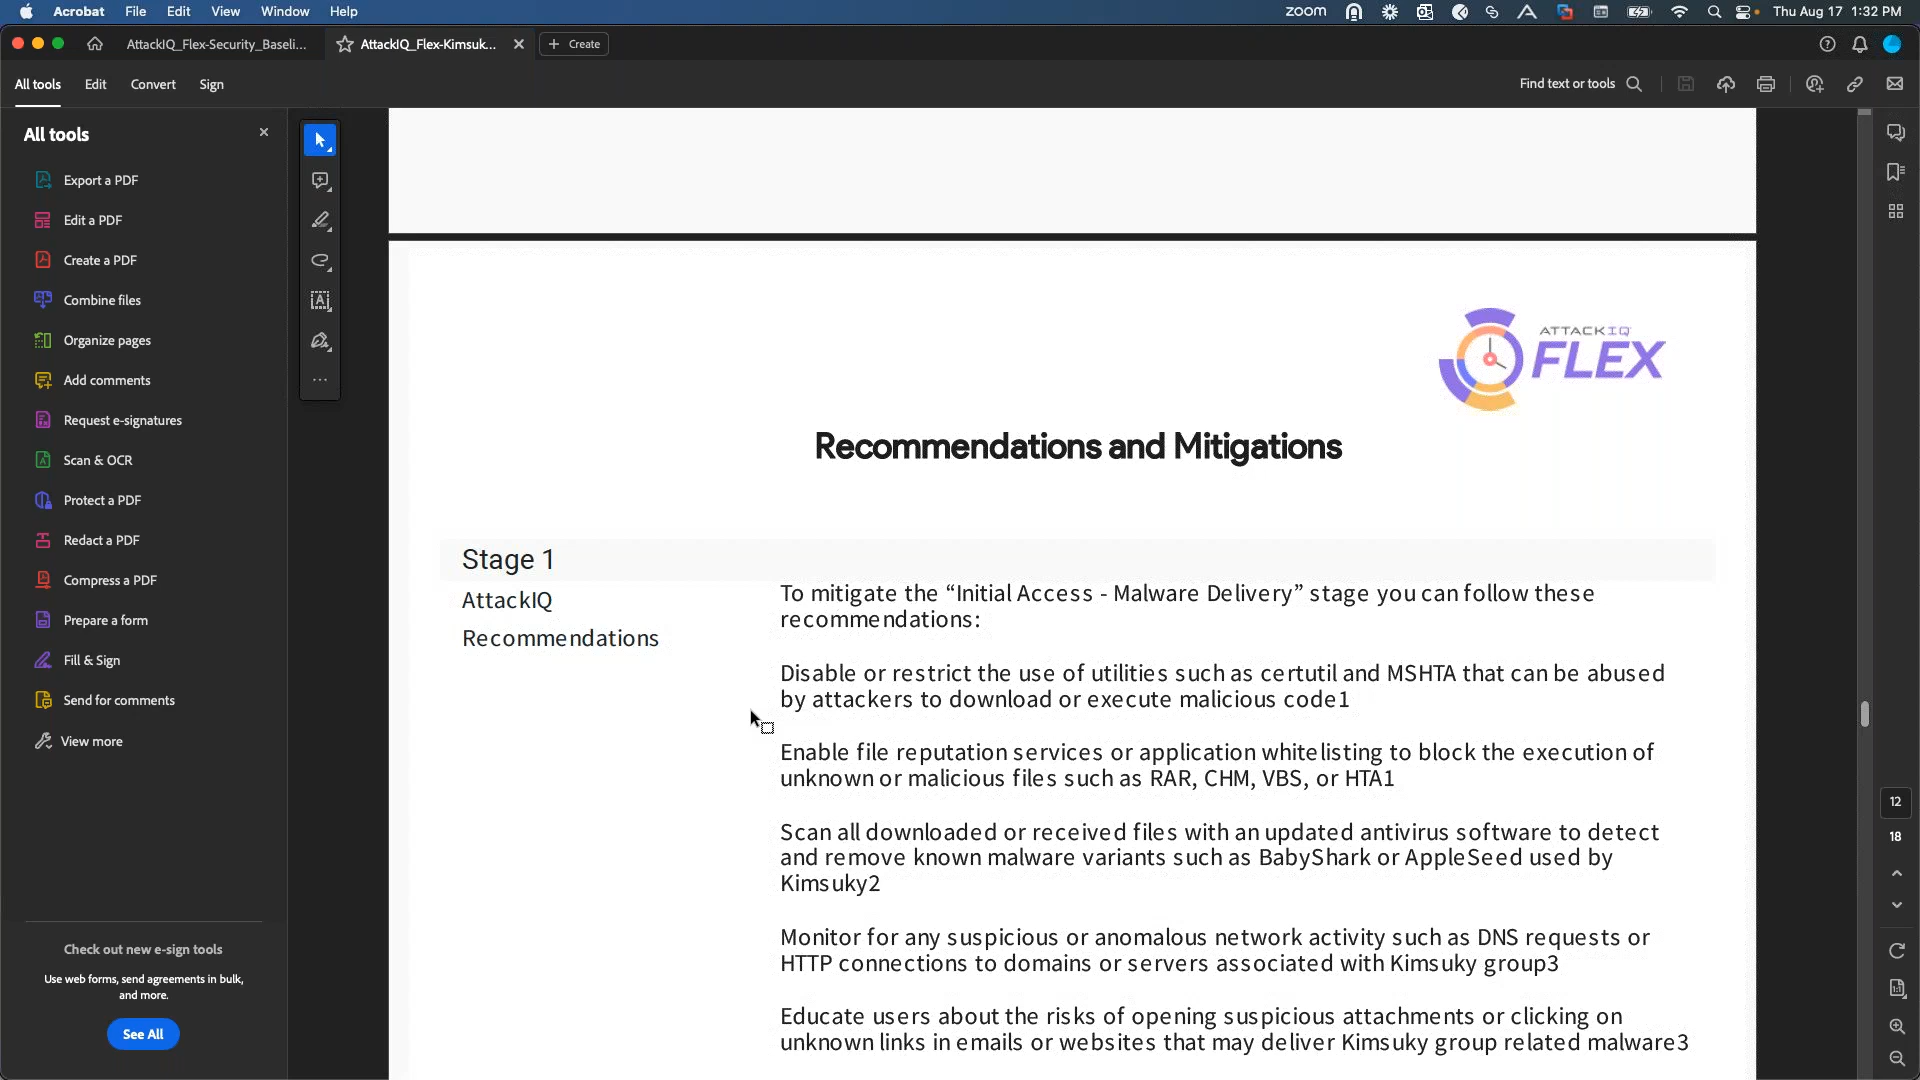 Acrobat File Edit View Window Help
zoom
Thu Aug 17 1:32 PM
AttackIQ_Flex-Security_Baseli...
AttackIQ_Flex-Kimsuk...
Create
All tools Edit Convert Sign
Find text or tools
All tools
Export a PDF
Edit a PDF
Create a PDF
Combine files
Organize pages
Add comments
Request e-signatures
Scan & OCR
Protect a PDF
Redact a PDF
Compress a PDF
Prepare a form
Fill & Sign
Send for comments
View more
Check out new e-sign tools
Use web forms, send agreements in bulk,
and more.
See All
ATTACKIQ
FLEX
Recommendations and Mitigations
Stage 1
AttackIQ
Recommendations
To mitigate the “Initial Access - Malware Delivery” stage you can follow these
recommendations:
Disable or restrict the use of utilities such as certutil and MSHTA that can be abused
by attackers to download or execute malicious code1
Enable file reputation services or application whitelisting to block the execution of
unknown or malicious files such as RAR, CHM, VBS, or HTA1
Scan all downloaded or received files with an updated antivirus software to detect
and remove known malware variants such as BabyShark or AppleSeed used by
Kimsuky2
Monitor for any suspicious or anomalous network activity such as DNS requests or
HTTP connections to domains or servers associated with Kimsuky group3
Educate users about the risks of opening suspicious attachments or clicking on
unknown links in emails or websites that may deliver Kimsuky group related malware3
12
18